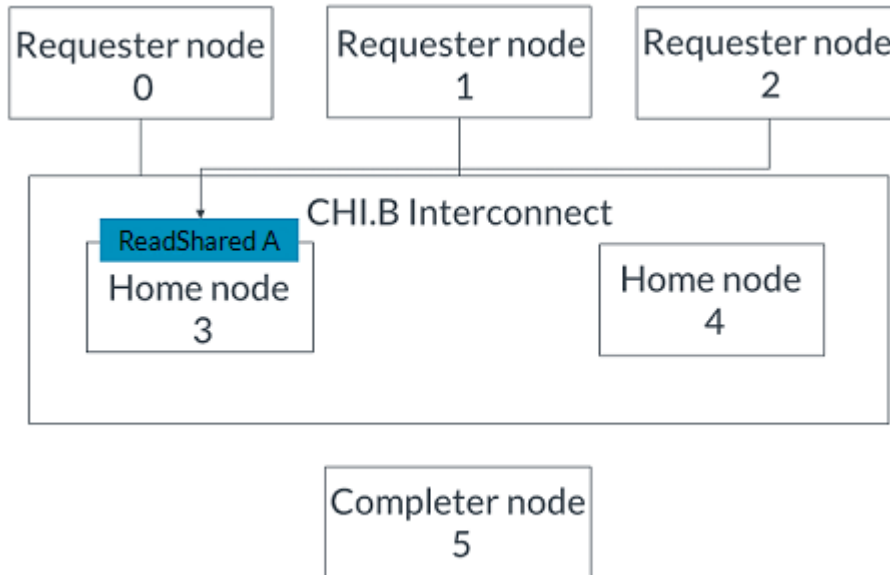 Requester node
0
Requester node
1
Requester node
2
CHI.B Interconnect
ReadShared A
Home node
3
Home node
4
Completer node
5